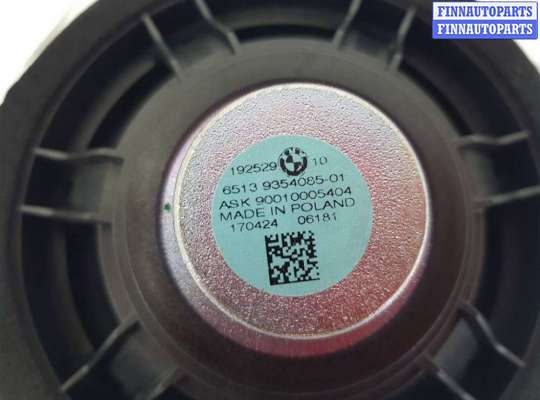 FINNAUTOPARTS
FINNAUTOPARTS
192529 10
6513 9354085-01
ASK 90010005404
MADE IN POLAND
170424 06181